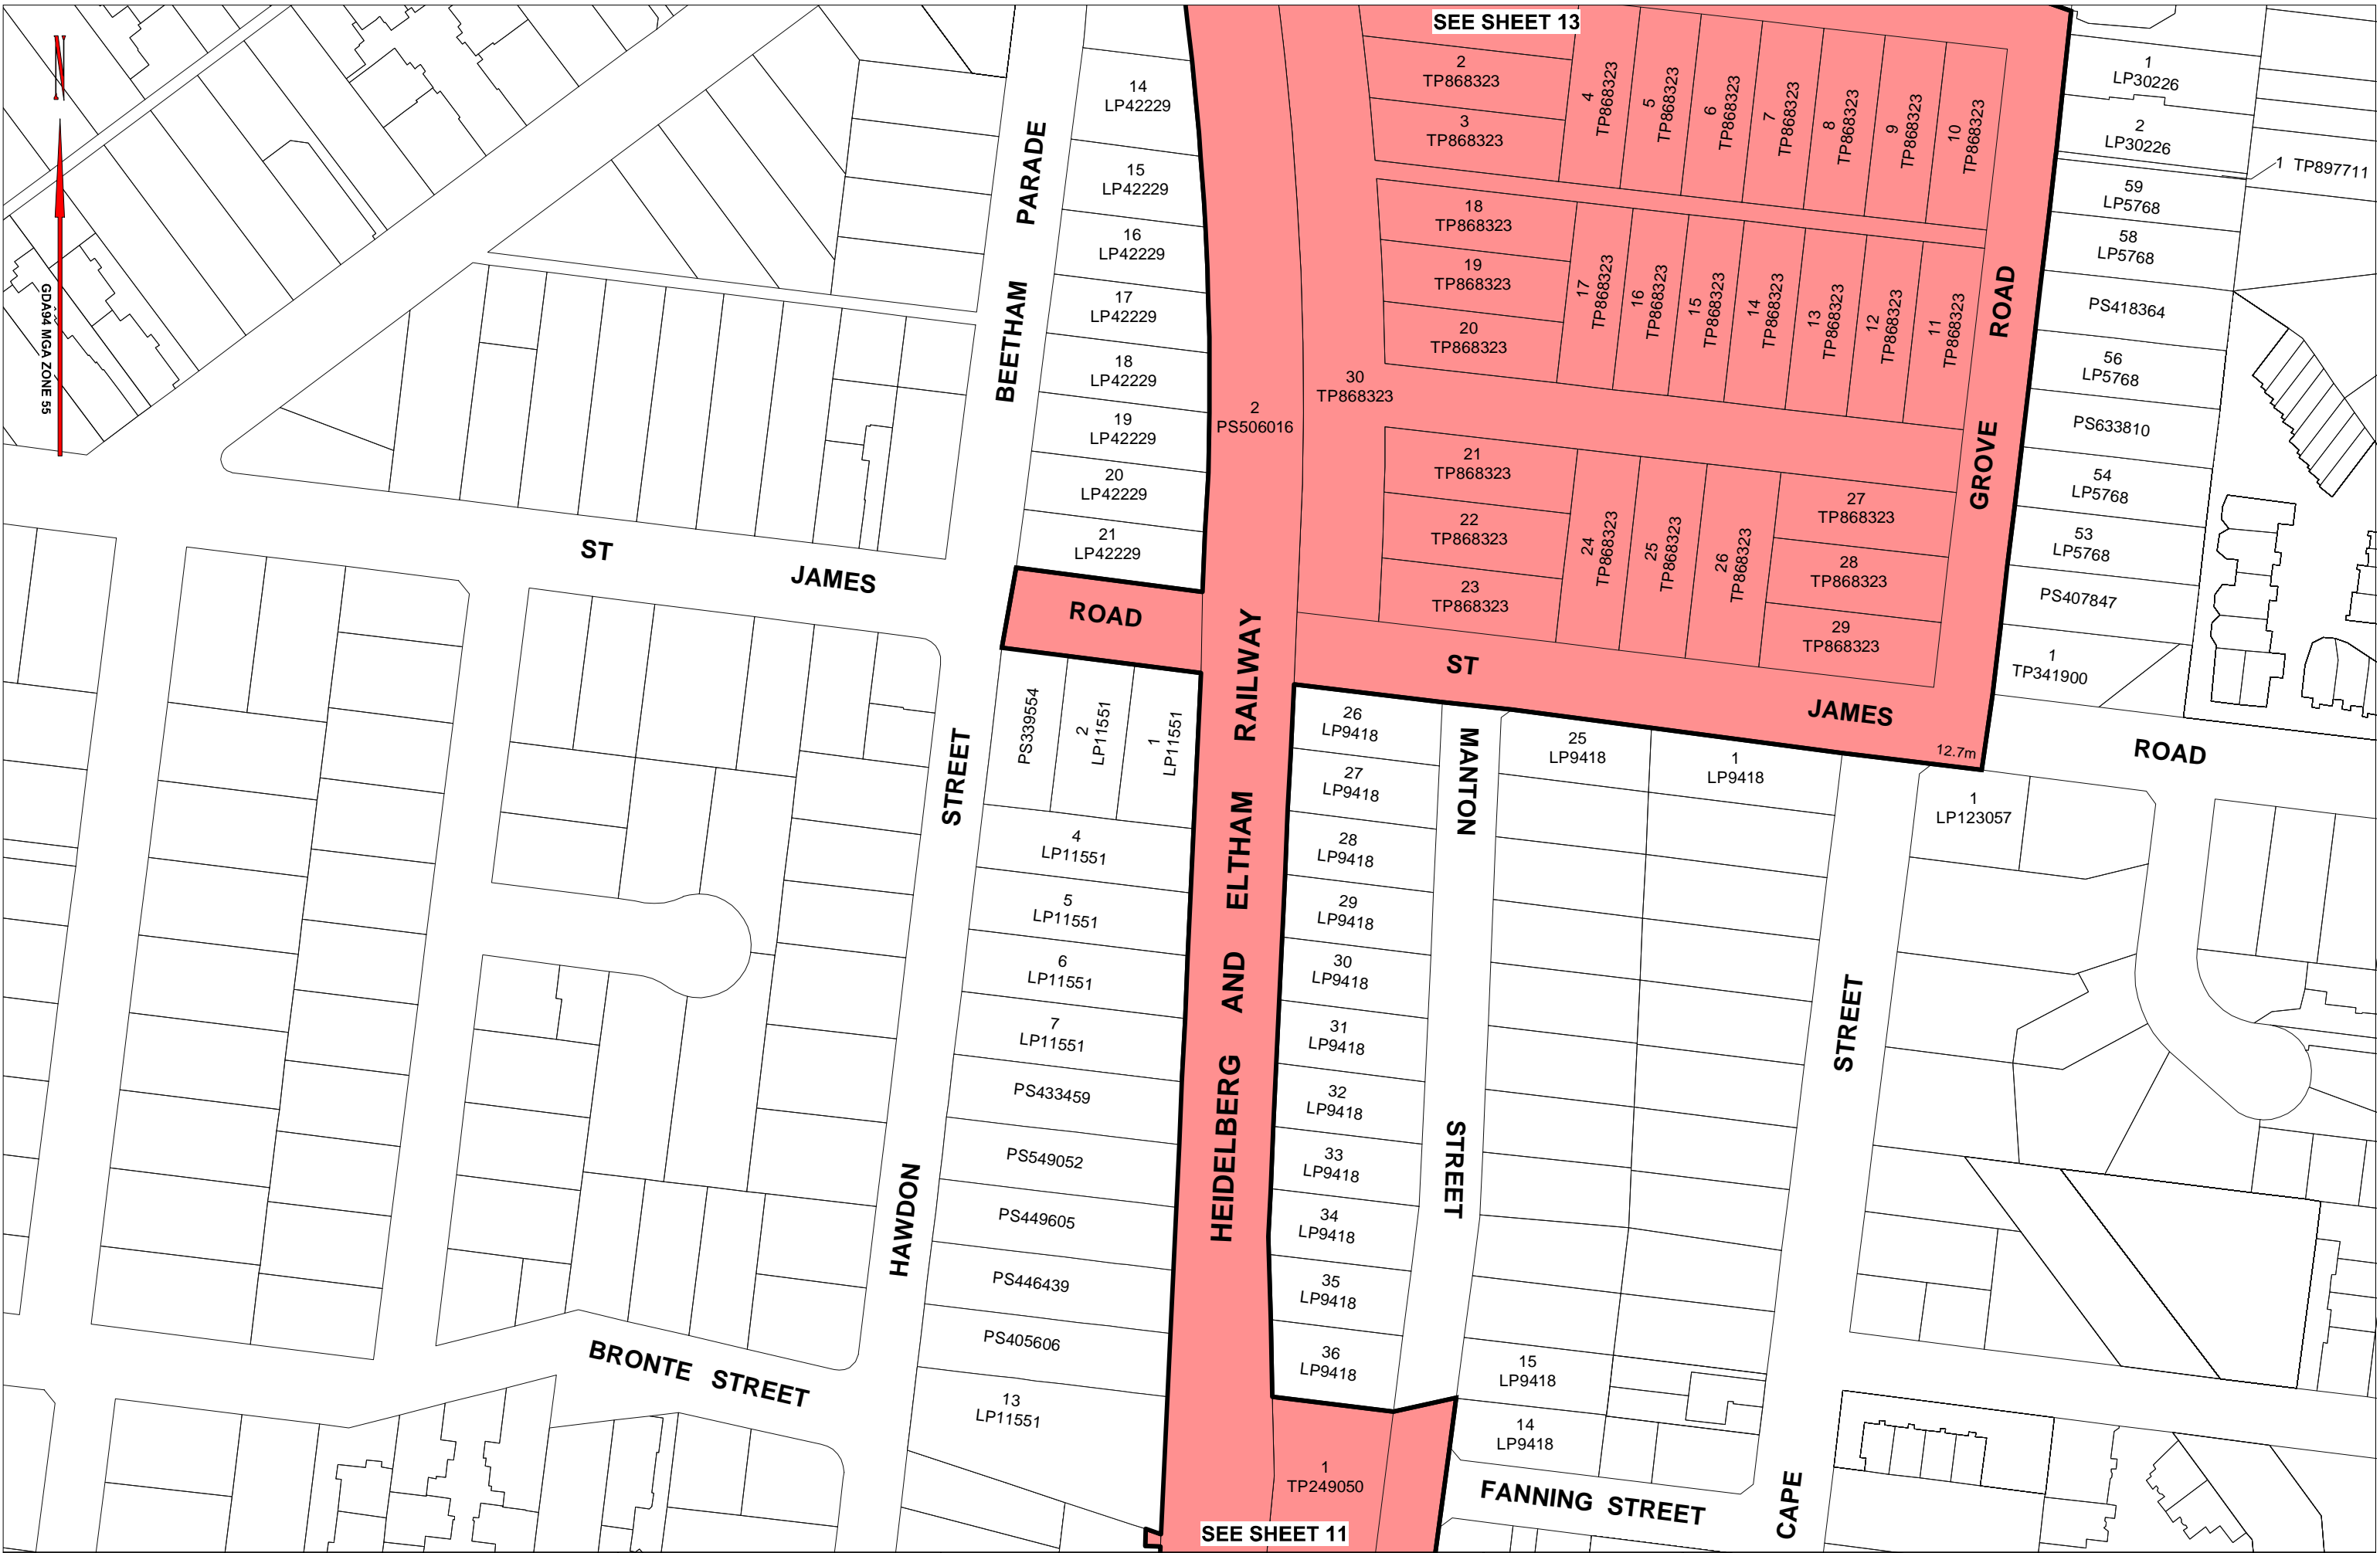 SEE SHEET 13
N
GDA94 MGA ZONE 55
BEETHAM PARADE
14
LP42229
15
LP42229
16
LP42229
17
LP42229
18
LP42229
19
LP42229
20
LP42229
21
LP42229
2
PS506016
30
TP868323
2
TP868323
3
TP868323
4
TP868323
5
TP868323
6
TP868323
7
TP868323
8
TP868323
9
TP868323
10
TP868323
18
TP868323
19
TP868323
20
TP868323
17
TP868323
16
TP868323
15
TP868323
14
TP868323
13
TP868323
12
TP868323
11
TP868323
21
TP868323
22
TP868323
23
TP868323
24
TP868323
25
TP868323
26
TP868323
27
TP868323
28
TP868323
29
TP868323
GROVE ROAD
1
LP30226
2
LP30226
1 TP897711
59
LP5768
58
LP5768
PS418364
56
LP5768
PS633810
54
LP5768
53
LP5768
PS407847
1
TP341900
ST JAMES ROAD
ST JAMES ROAD
12.7m
HEIDELBERG AND ELTHAM RAILWAY
PS339554
2
LP11551
1
LP11551
4
LP11551
5
LP11551
6
LP11551
7
LP11551
PS433459
PS549052
PS449605
PS446439
PS405606
13
LP11551
HAWDON STREET
BRONTE STREET
26
LP9418
27
LP9418
28
LP9418
29
LP9418
30
LP9418
31
LP9418
32
LP9418
33
LP9418
34
LP9418
35
LP9418
36
LP9418
MANTON STREET
25
LP9418
1
LP9418
15
LP9418
14
LP9418
1
LP123057
CAPE STREET
FANNING STREET
1
TP249050
SEE SHEET 11